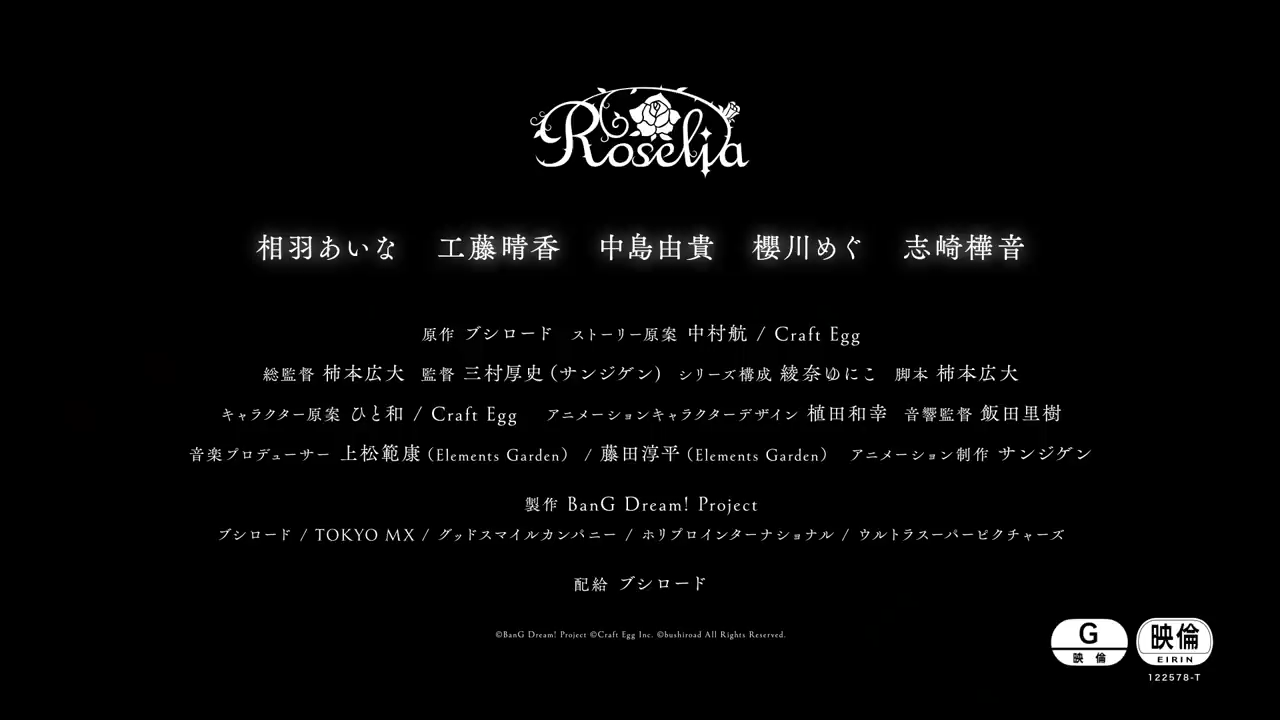 Roselia
相羽あいな 工藤晴香 中島由貴 櫻川めぐ 志崎樺音
原作 ブシロード ストーリー原案 中村航 / Craft Egg
総監督 柿本広大 監督 三村厚史(サンジゲン) シリーズ構成 綾奈ゆにこ 脚本 柿本広大
キャラクター原案 ひと和 / Craft Egg アニメーションキャラクターデザイン 植田和幸 音響監督 飯田里樹
音楽プロデューサー 上松範康(Elements Garden) / 藤田淳平(Elements Garden) アニメーション制作 サンジゲン
製作 BanG Dream! Project
ブシロード / TOKYO MX / グッドスマイルカンパニー / ホリプロインターナショナル / ウルトラスーパーピクチャーズ
配給 ブシロード
©BanG Dream! Project ©Craft Egg Inc. ©bushiroad All Rights Reserved.
G
映倫
映倫
EIRIN
122578-T